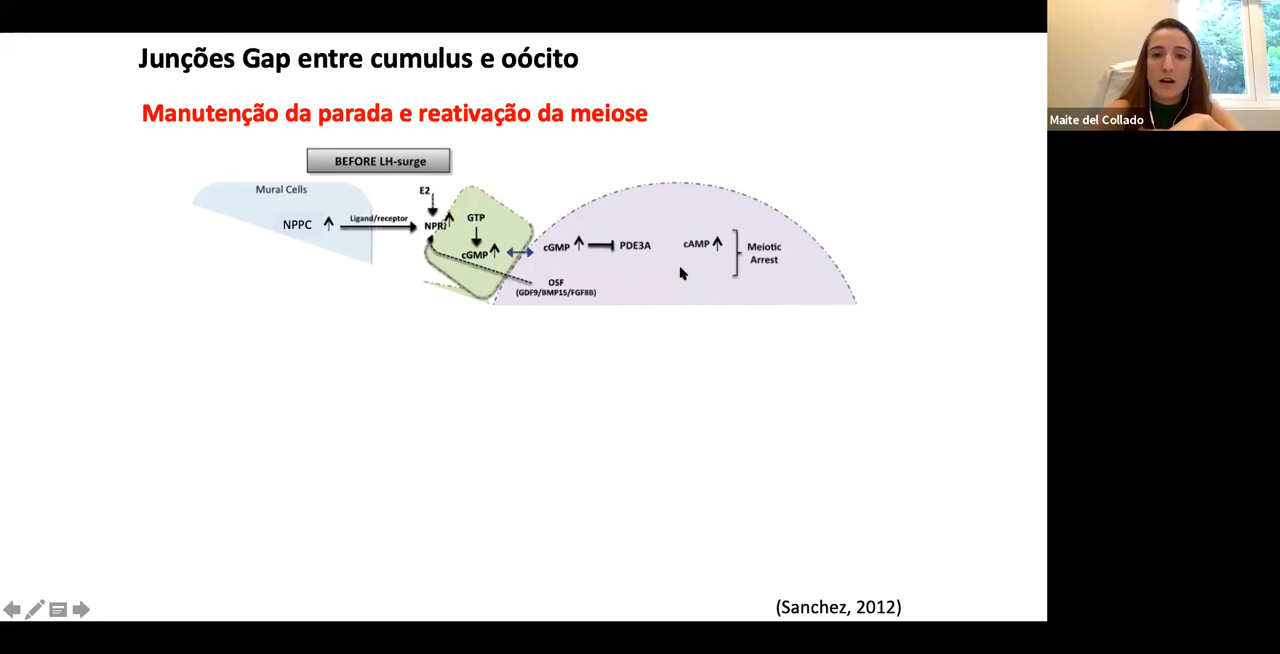 Junções Gap entre cumulus e oócito
Manutenção da parada e reativação da meiose
BEFORE LH-surge
Mural Cells
NPPC
Ligand/receptor
E2
NPR2
GTP
cGMP
cGMP
PDE3A
cAMP
Meiotic
Arrest
OSF
(GDF9/BMP15/FGF8B)
(Sanchez, 2012)
Maite del Collado